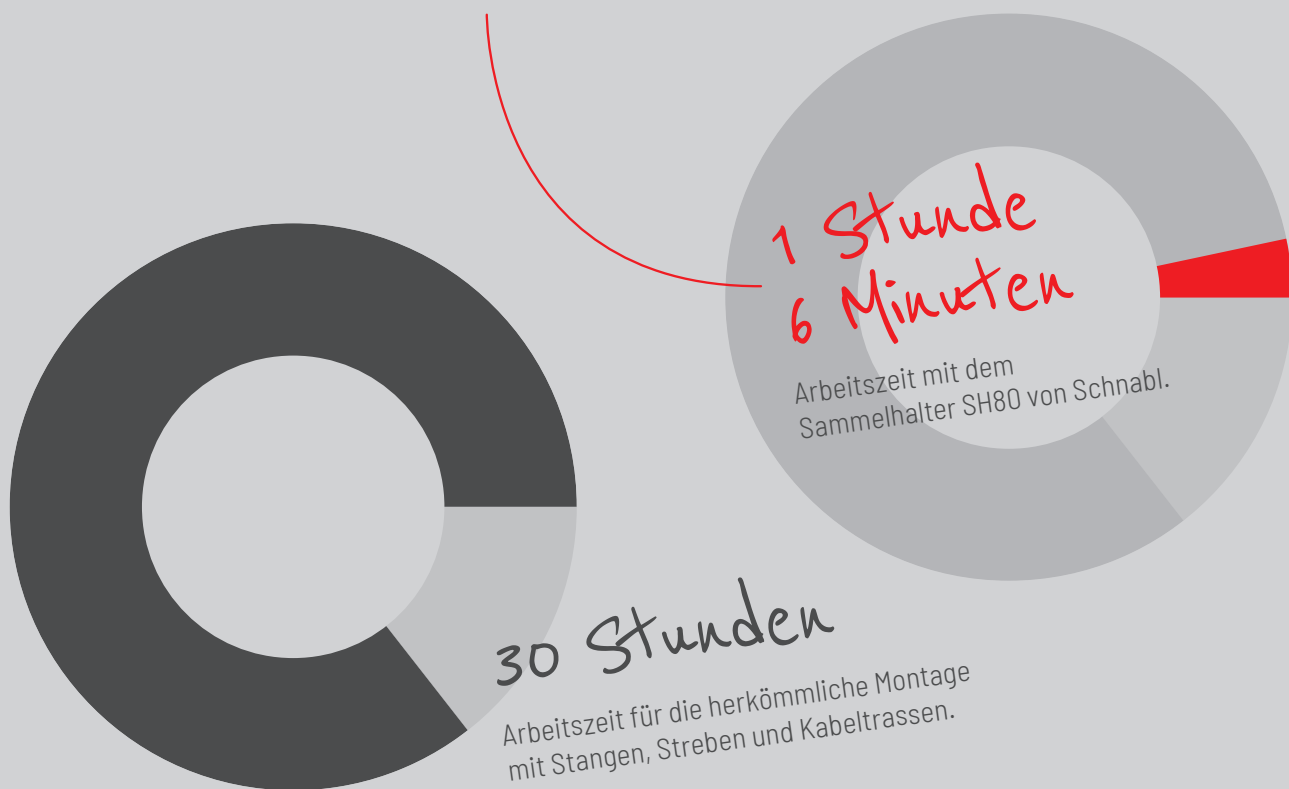 1 Stunde
6 Minuten
Arbeitszeit mit dem
Sammelhalter SH80 von Schnabl.
30 Stunden
Arbeitszeit für die herkömmliche Montage
mit Stangen, Streben und Kabeltrassen.